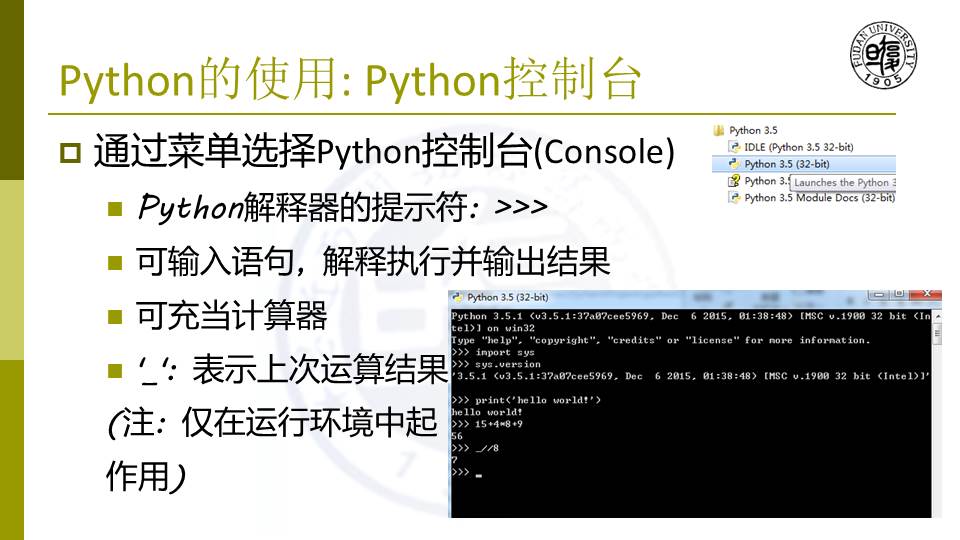 Python的使用: Python控制台
FUDAN UNIVERSITY
1905
通过菜单选择Python控制台(Console)
Python解释器的提示符: >>>
可输入语句，解释执行并输出结果
可充当计算器
'_‘: 表示上次运算结果
(注: 仅在运行环境中起
作用)
Python 3.5
IDLE (Python 3.5 32-bit)
Python 3.5 (32-bit)
Python 3.5
Launches the Python 3
Python 3.5 Module Docs (32-bit)
Python 3.5 (32-bit)
Python 3.5.1 (v3.5.1:37a07cee5969, Dec  6 2015, 01:38:48) [MSC v.1900 32 bit (In
tel)] on win32
Type "help", "copyright", "credits" or "license" for more information.
>>> import sys
>>> sys.version
'3.5.1 (v3.5.1:37a07cee5969, Dec  6 2015, 01:38:48) [MSC v.1900 32 bit (Intel)]'
>>> print('hello world!')
hello world!
>>> 15+4*8+9
56
>>> _//8
7
>>> _